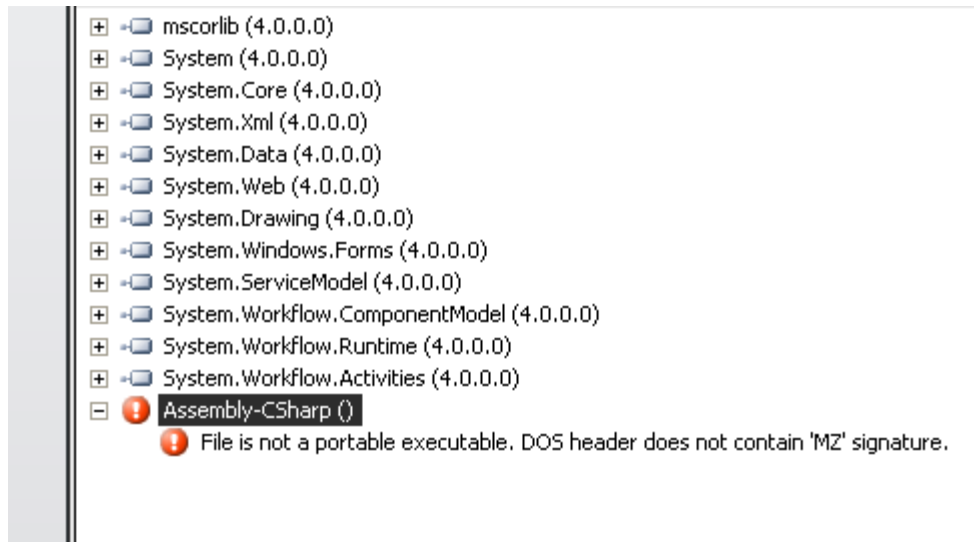 mscorlib (4.0.0.0)
System (4.0.0.0)
System.Core (4.0.0.0)
System.Xml (4.0.0.0)
System.Data (4.0.0.0)
System.Web (4.0.0.0)
System.Drawing (4.0.0.0)
System.Windows.Forms (4.0.0.0)
System.ServiceModel (4.0.0.0)
System.Workflow.ComponentModel (4.0.0.0)
System.Workflow.Runtime (4.0.0.0)
System.Workflow.Activities (4.0.0.0)
Assembly-CSharp ()
File is not a portable executable. DOS header does not contain 'MZ' signature.